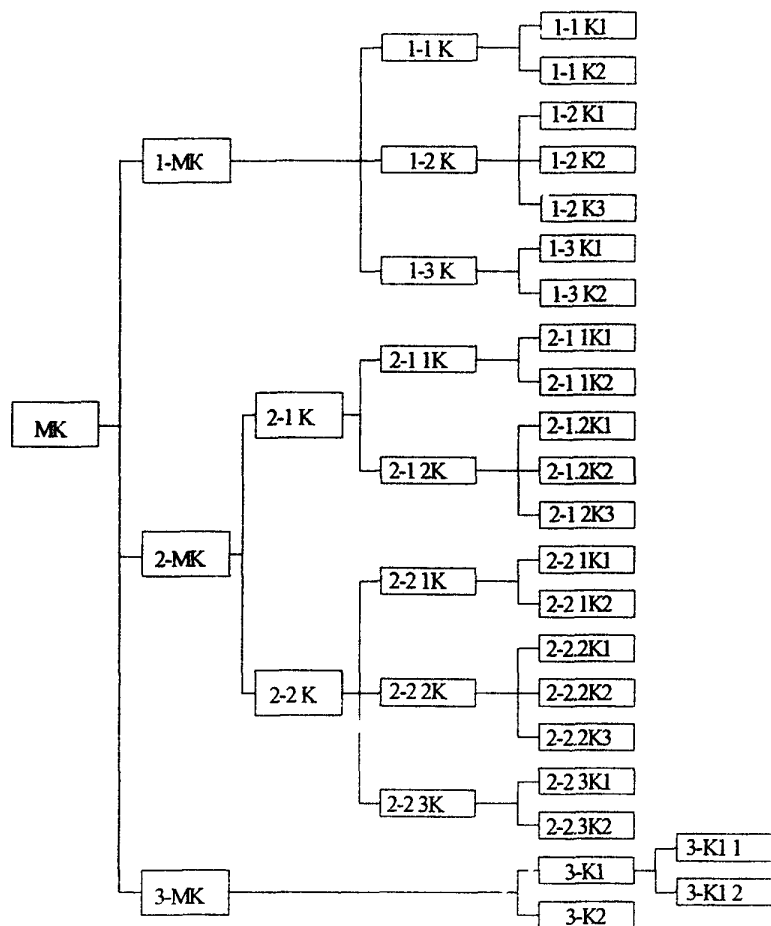 1-1 K1
1-1 K
1-1 K2
1-2 K1
1-MK
1-2 K
1-2 K2
1-2 K3
1-3 K1
1-3 K
1-3 K2
2-1 1K1
2-1 1K
2-1 1K2
MK
2-1 K
2-1.2K1
2-1 2K
2-1.2K2
2-1 2K3
2-MK
2-2 1K1
2-2 1K
2-2 1K2
2-2.2K1
2-2 K
2-2 2K
2-2.2K2
2-2.2K3
2-2 3K1
2-2 3K
2-2.3K2
3-K1 1
3-K1
3-MK
3-K1 2
3-K2